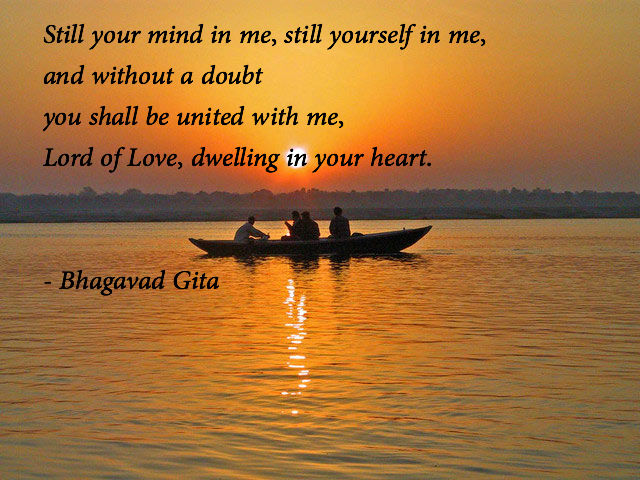 Still your mind in me, still yourself in me,
and without a doubt
you shall be united with me,
Lord of Love, dwelling in your heart.
- Bhagavad Gita